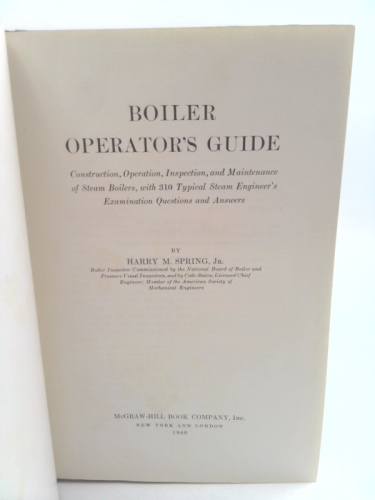 BOILER
OPERATOR'S GUIDE
Construction, Operation, Inspection, and Maintenance
of Steam Boilers, with 310 Typical Steam Engineer's
Examination Questions and Answers
BY
HARRY M. SPRING, Jr.
Boiler Inspector Commissioned by the National Board of Boiler and
Pressure Vessel Inspectors, and by Code States, Licensed Chief
Engineer, Member of the American Society of
Mechanical Engineers
McGRAW-HILL BOOK COMPANY, Inc.
NEW YORK AND LONDON
1940